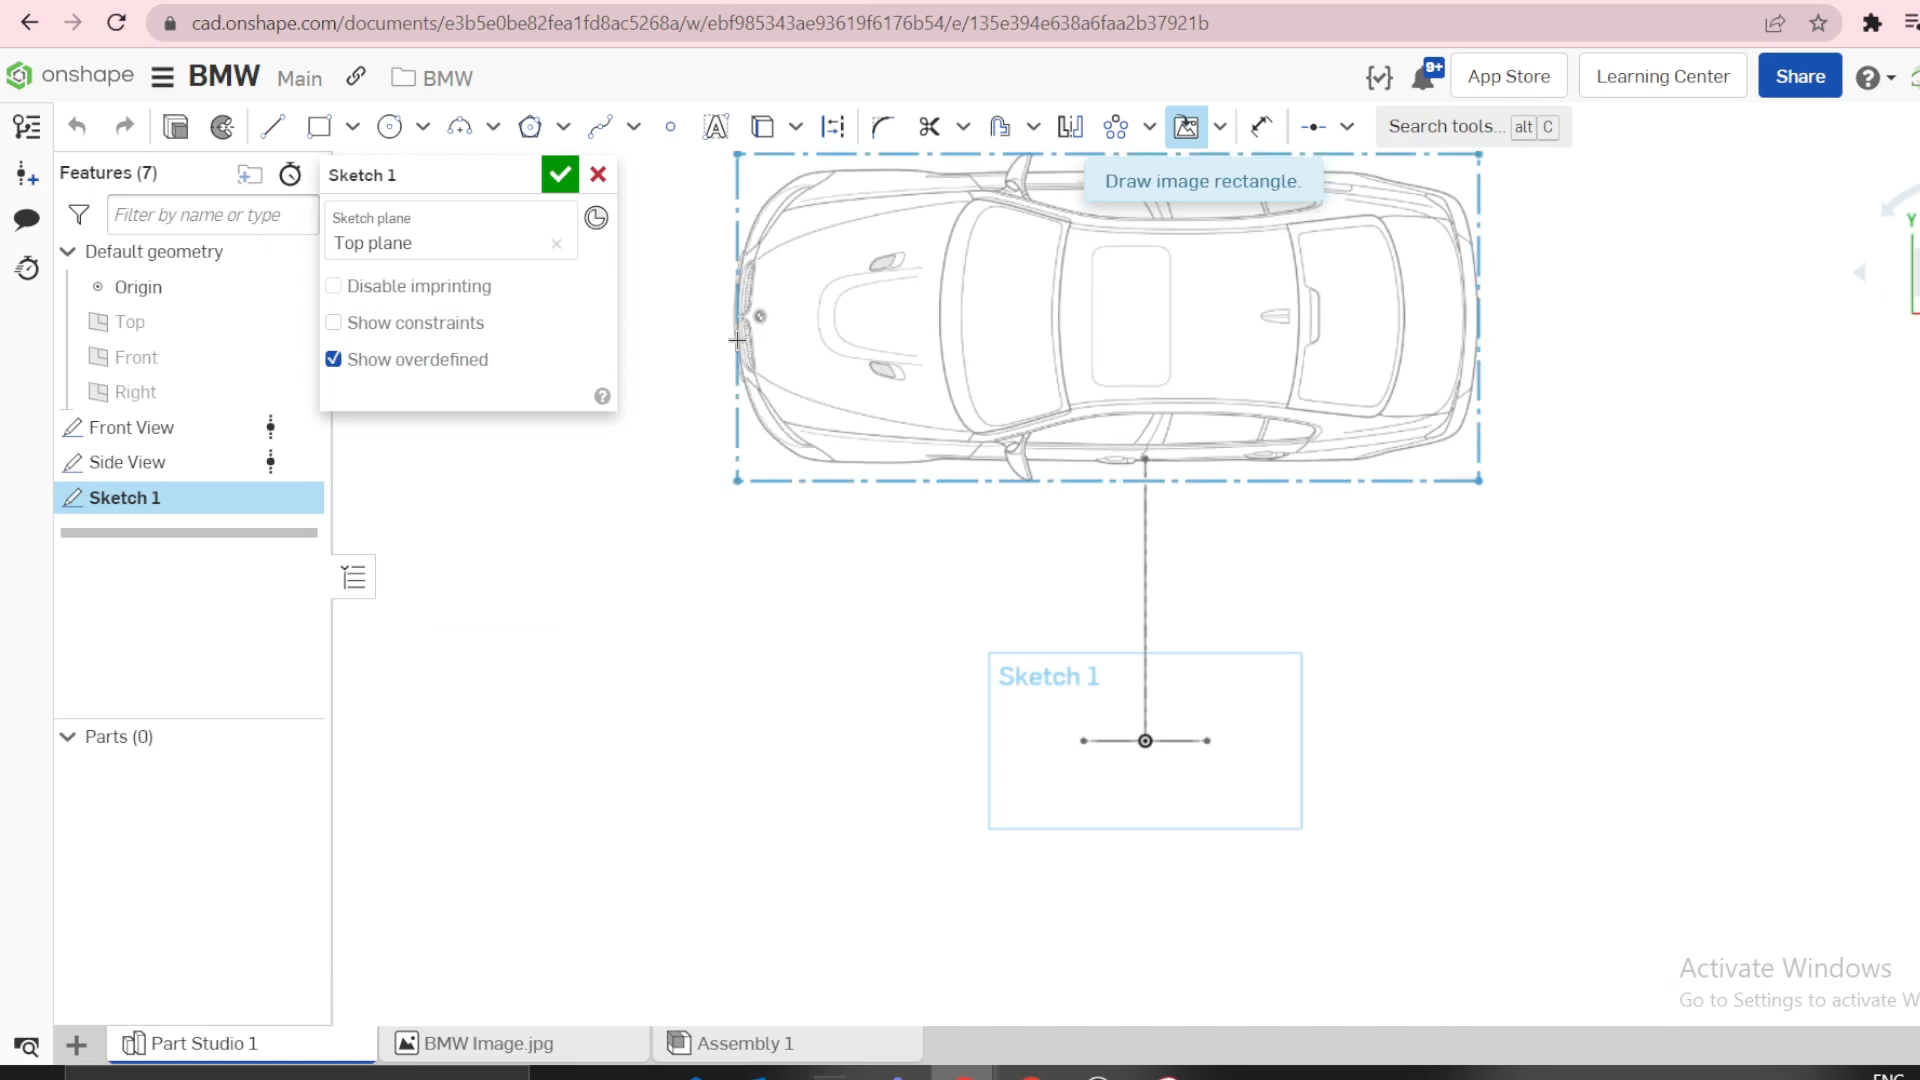 cad.onshape.com/documents/e3b5e0be82fea1fd8ac5268a/w/ebf985343ae93619f6176b54/e/135e394e638a6faa2b37921b
onshape BMW Main BMW 9+ App Store Learning Center Share
Search tools... alt C
Features (7)
Filter by name or type
Default geometry
Origin
Top
Front
Right
Front View
Side View
Sketch 1
Parts (0)
Sketch 1
Sketch plane
Top plane
Disable imprinting
Show constraints
Show overdefined
Draw image rectangle.
Y
Sketch 1
Activate Windows
Go to Settings to activate W
Part Studio 1 BMW Image.jpg Assembly 1
ENG